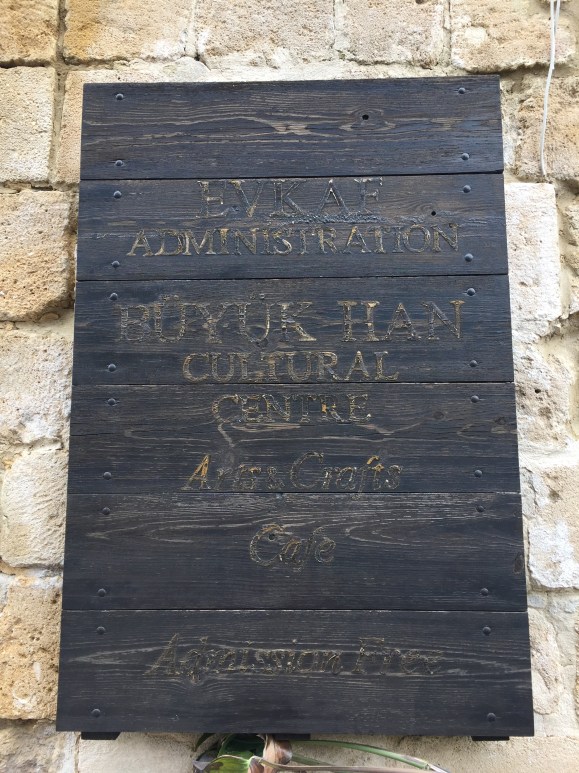 EVKAF
ADMINISTRATION
BÜYÜK HAN
CULTURAL
CENTRE
Arts & Crafts
Cafe
Admission Free